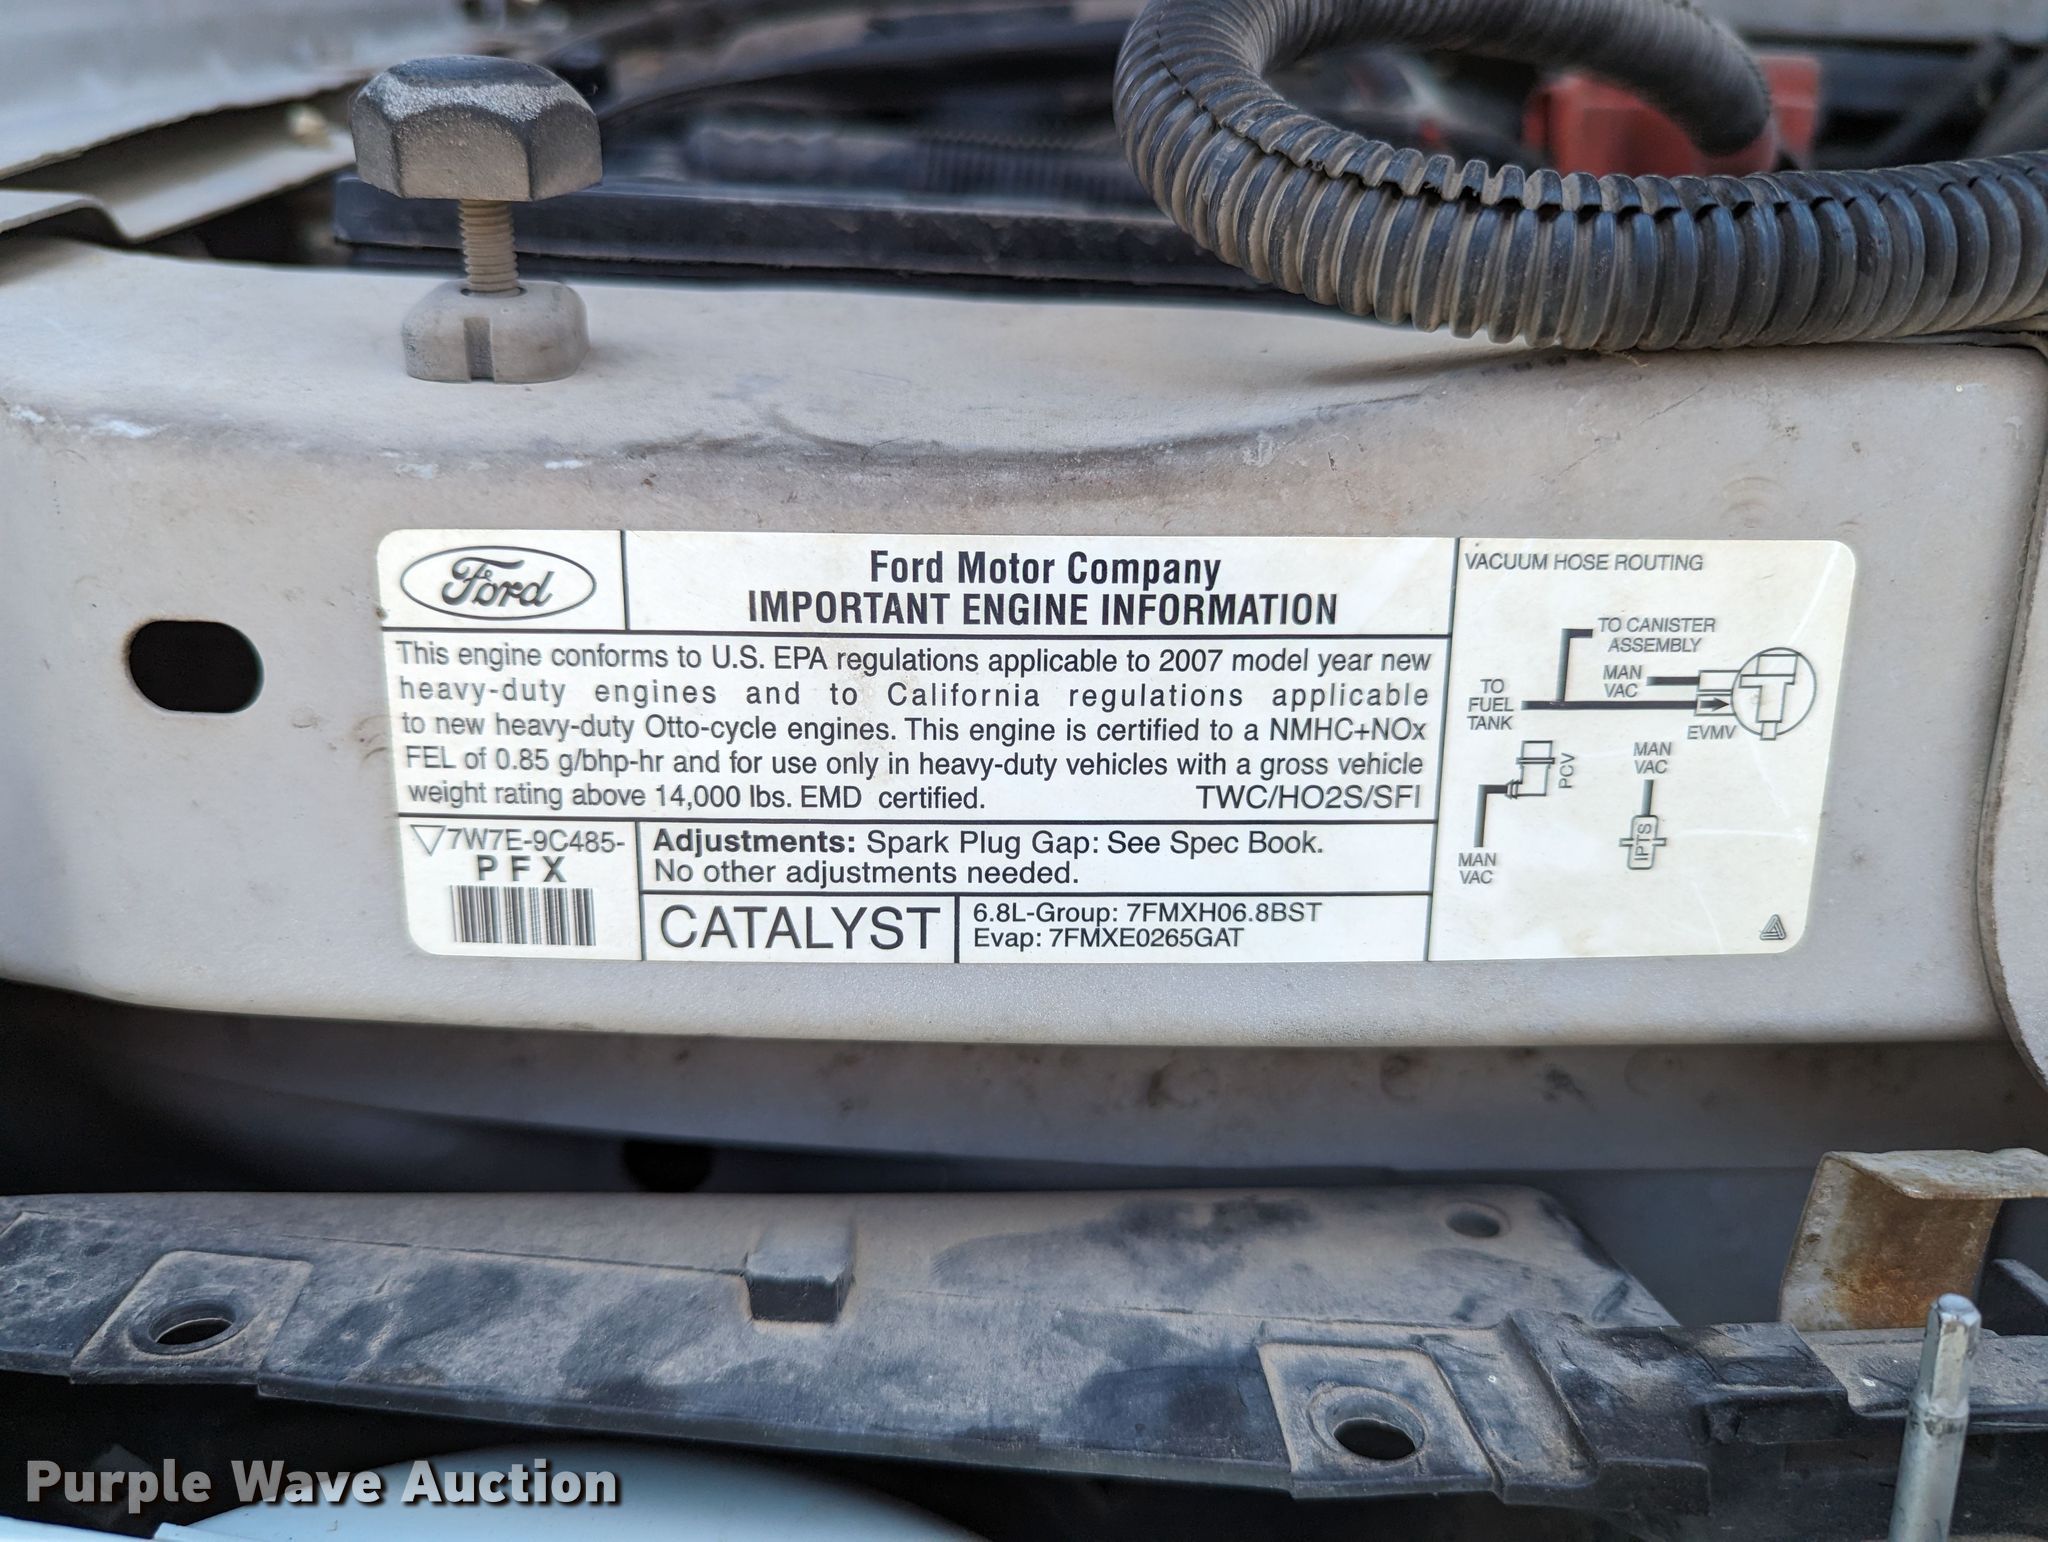 Ford
Ford Motor Company
IMPORTANT ENGINE INFORMATION
This engine conforms to U.S. EPA regulations applicable to 2007 model year new
heavy-duty engines and to California regulations applicable
to new heavy-duty Otto-cycle engines. This engine is certified to a NMHC+NOx
FEL of 0.85 g/bhp-hr and for use only in heavy-duty vehicles with a gross vehicle
weight rating above 14,000 lbs. EMD certified. TWC/HO2S/SFI
7W7E-9C485-
PFX
Adjustments: Spark Plug Gap: See Spec Book.
No other adjustments needed.
CATALYST
6.8L-Group: 7FMXH06.8BST
Evap: 7FMXE0265GAT
VACUUM HOSE ROUTING
TO CANISTER
ASSEMBLY
MAN
VAC
TO
FUEL
TANK
EVMV
MAN
VAC
PCV
IPTS
MAN
VAC
Purple Wave Auction